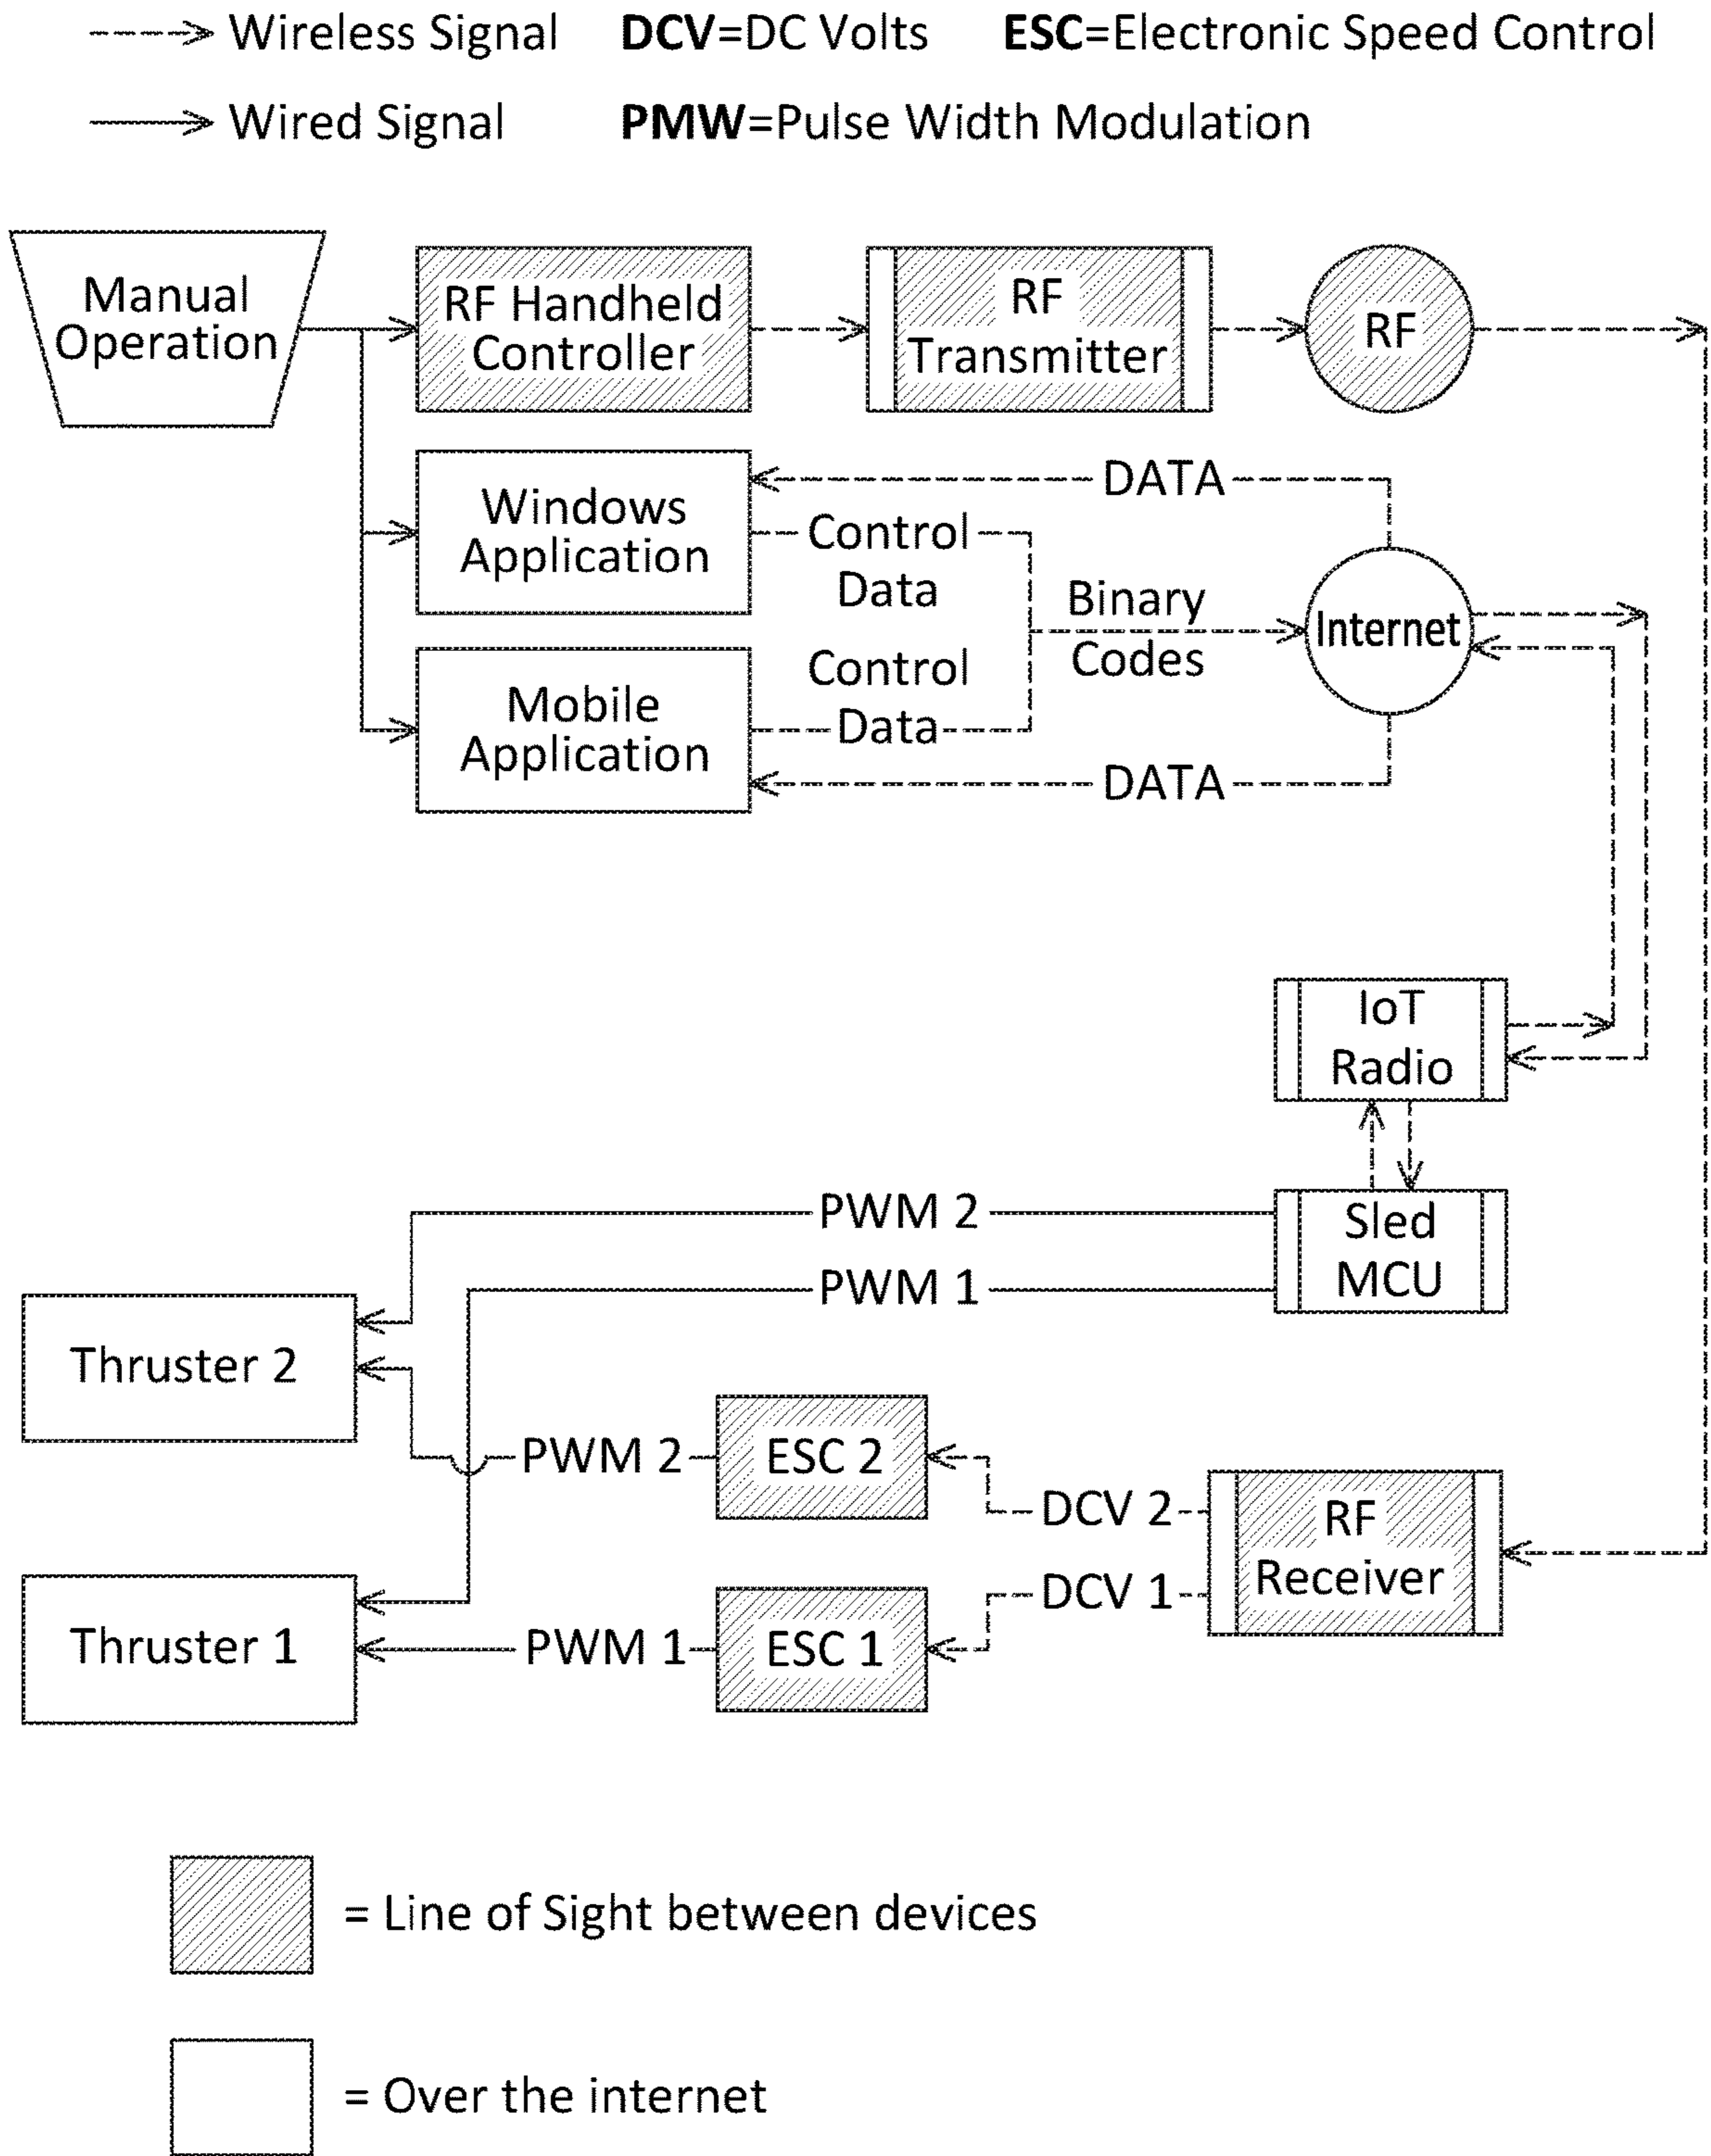 Wireless Signal DCV=DC Volts ESC=Electronic Speed Control
Wired Signal PMW=Pulse Width Modulation
Manual
Operation
RF Handheld
Controller
RF
Transmitter
RF
Windows
Application
DATA
Control
Data
Binary
Codes
Internet
Mobile
Application
Control
Data
DATA
IoT
Radio
Sled
MCU
PWM 2
PWM 1
Thruster 2
PWM 2
ESC 2
DCV 2
RF
Receiver
DCV 1
Thruster 1
PWM 1
ESC 1
= Line of Sight between devices
= Over the internet